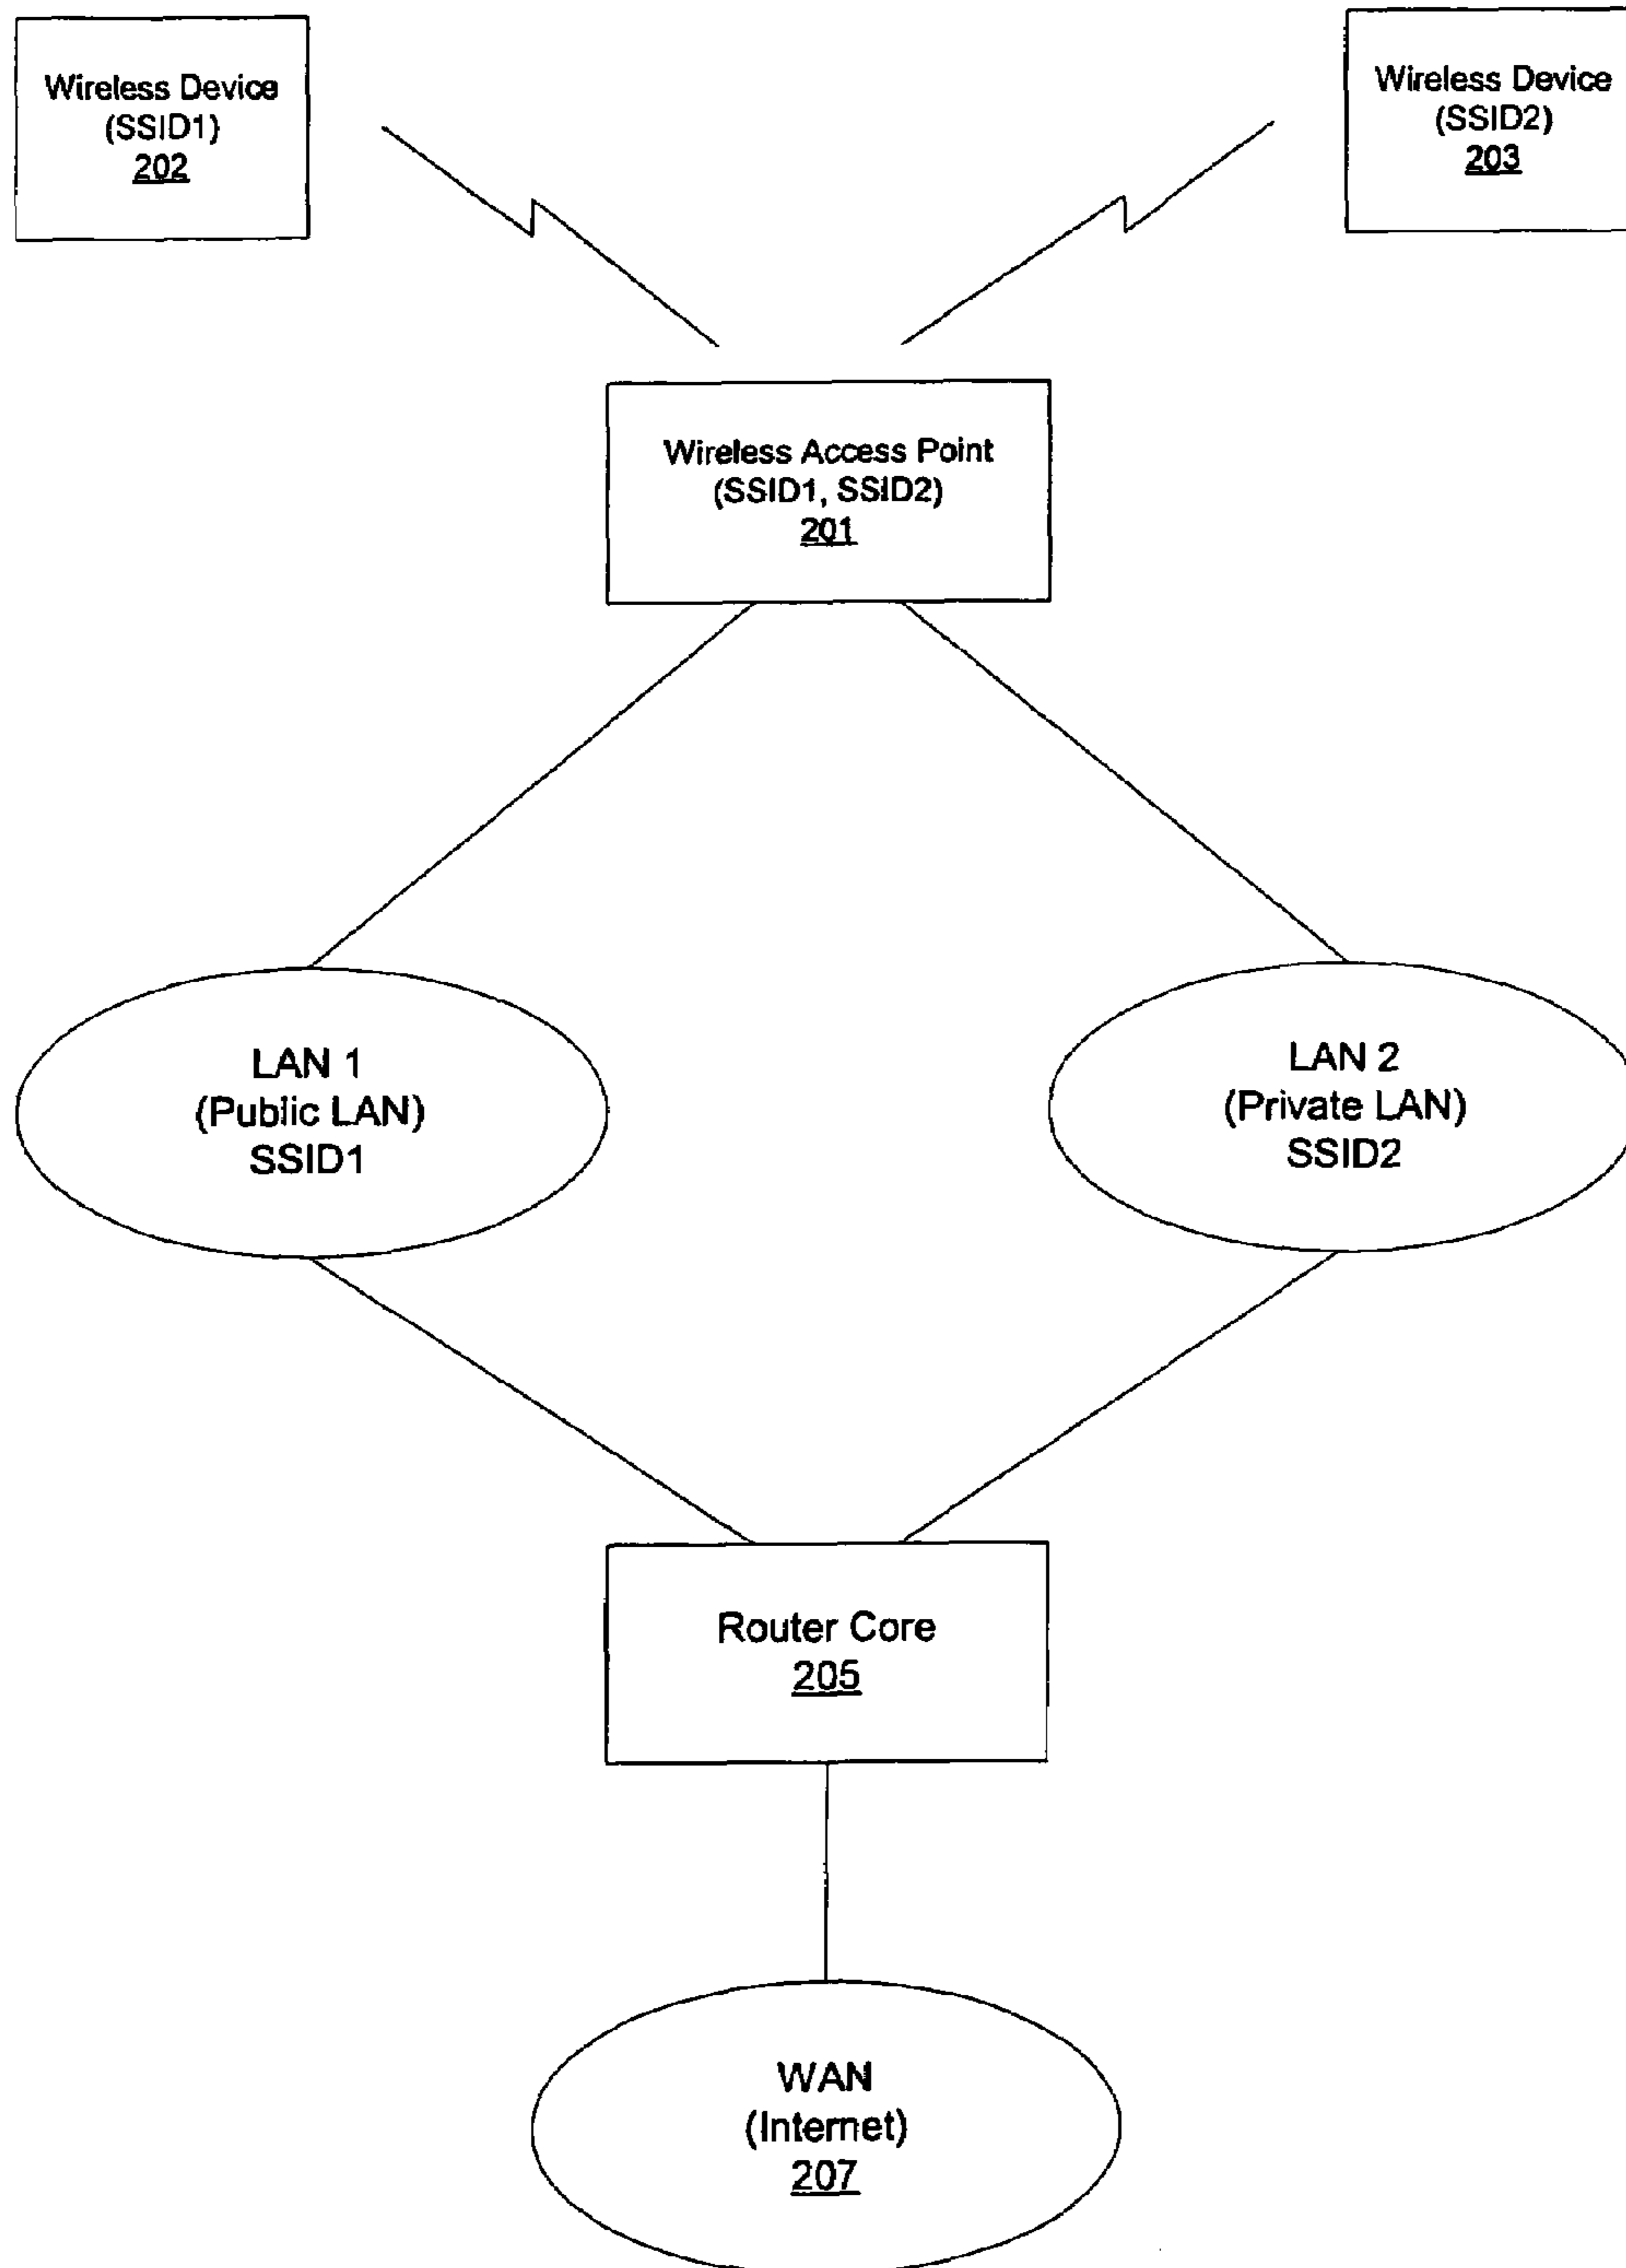 Wireless Device
(SSID1)
202
Wireless Device
(SSID2)
203
Wireless Access Point
(SSID1, SSID2)
201
LAN 1
(Public LAN)
SSID1
LAN 2
(Private LAN)
SSID2
Router Core
205
WAN
(Internet)
207